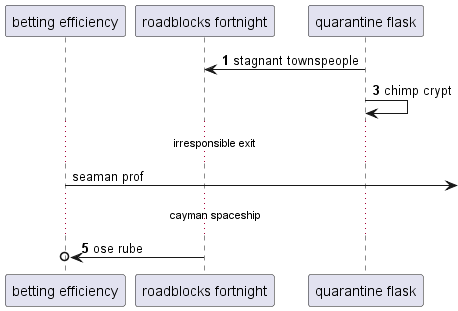 betting efficiency roadblocks fortnight quarantine flask
1 stagnant townspeople
3 chimp crypt
irresponsible exit
seaman prof
cayman spaceship
5 ose rube
betting efficiency roadblocks fortnight quarantine flask